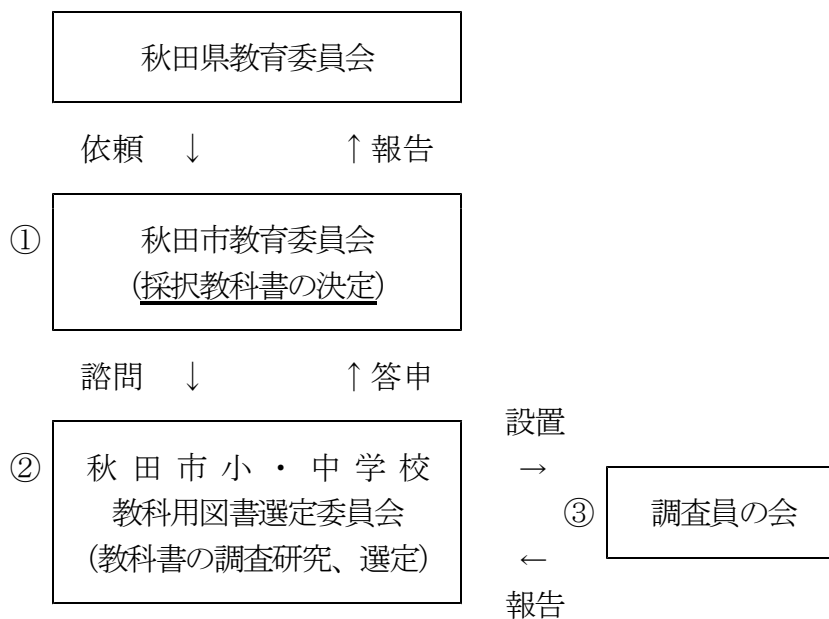 秋田県教育委員会
依頼 ↓ ↑報告
① 秋田市教育委員会
(採択教科書の決定)
諮問 ↓ ↑答申
設置
② 秋田市小・中学校
→
教科用図書選定委員会
③ 調査員の会
(教科書の調査研究、選定)
←
報告